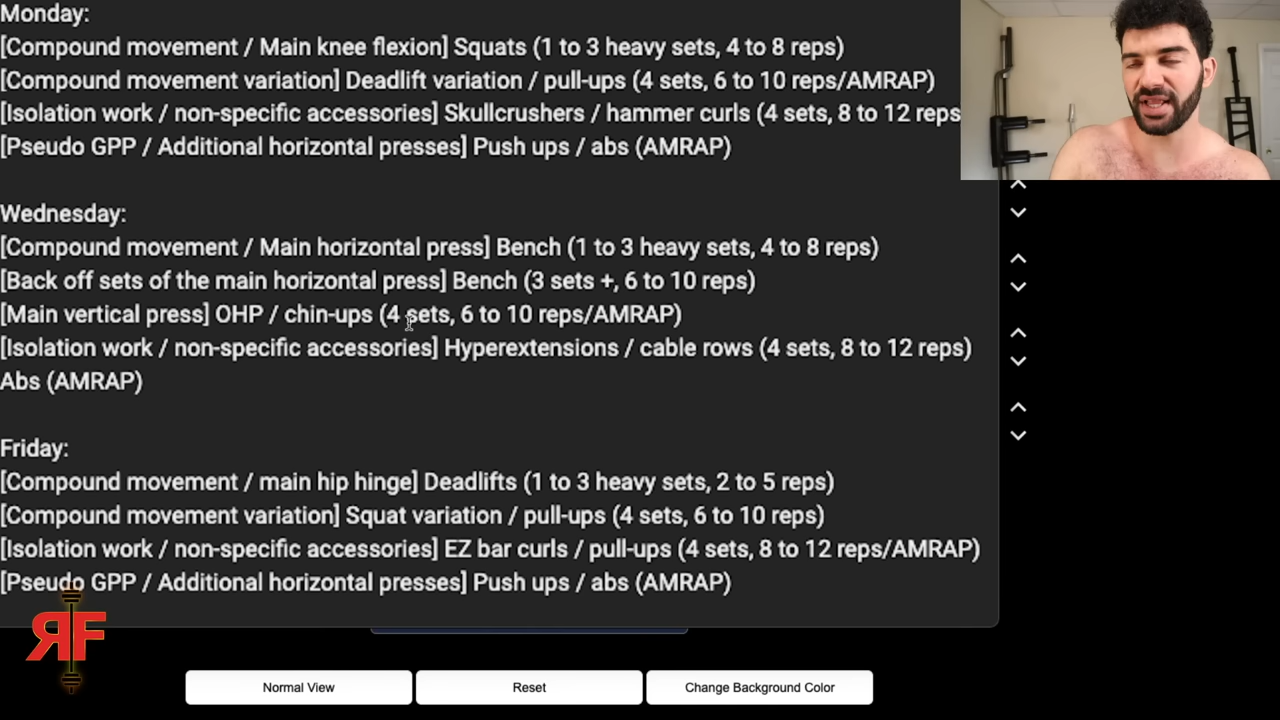 Monday:
[Compound movement / Main knee flexion] Squats (1 to 3 heavy sets, 4 to 8 reps)
[Compound movement variation] Deadlift variation / pull-ups (4 sets, 6 to 10 reps/AMRAP)
[Isolation work / non-specific accessories] Skullcrushers / hammer curls (4 sets, 8 to 12 reps
[Pseudo GPP / Additional horizontal presses] Push ups / abs (AMRAP)
Wednesday:
[Compound movement / Main horizontal press] Bench (1 to 3 heavy sets, 4 to 8 reps)
[Back off sets of the main horizontal press] Bench (3 sets +, 6 to 10 reps)
[Main vertical press] OHP / chin-ups (4 sets, 6 to 10 reps/AMRAP)
[Isolation work / non-specific accessories] Hyperextensions / cable rows (4 sets, 8 to 12 reps)
Abs (AMRAP)
Friday:
[Compound movement / main hip hinge] Deadlifts (1 to 3 heavy sets, 2 to 5 reps)
[Compound movement variation] Squat variation / pull-ups (4 sets, 6 to 10 reps)
[Isolation work / non-specific accessories] EZ bar curls / pull-ups (4 sets, 8 to 12 reps/AMRAP)
[Pseudo GPP / Additional horizontal presses] Push ups / abs (AMRAP)
ЯF
Normal View
Reset
Change Background Color